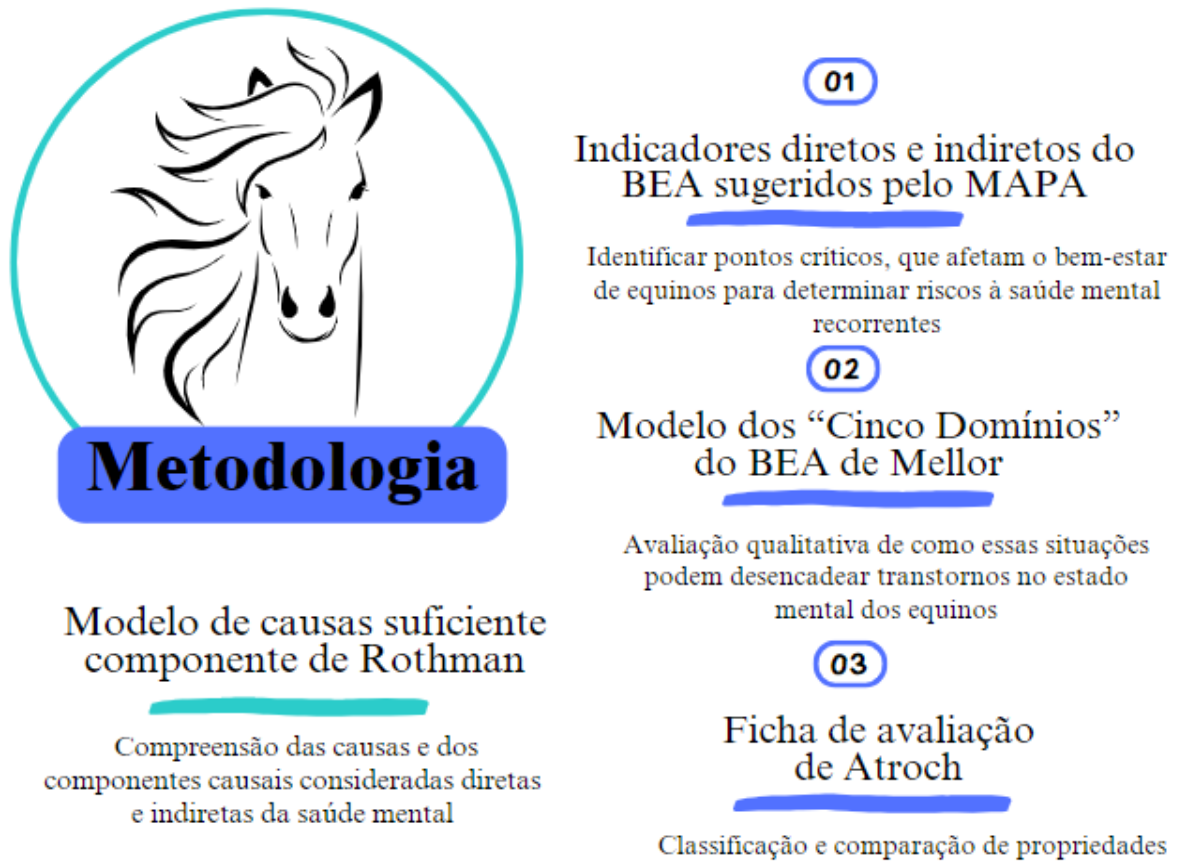 Metodologia
Modelo de causas suficiente
componente de Rothman
Compreensão das causas e dos
componentes causais consideradas diretas
e indiretas da saúde mental
01
Indicadores diretos e indiretos do
BEA sugeridos pelo MAPA
Identificar pontos críticos, que afetam o bem-estar
de equinos para determinar riscos à saúde mental
recorrentes
02
Modelo dos “Cinco Domínios”
do BEA de Mellor
Avaliação qualitativa de como essas situações
podem desencadear transtornos no estado
mental dos equinos
03
Ficha de avaliação
de Atroch
Classificação e comparação de propriedades